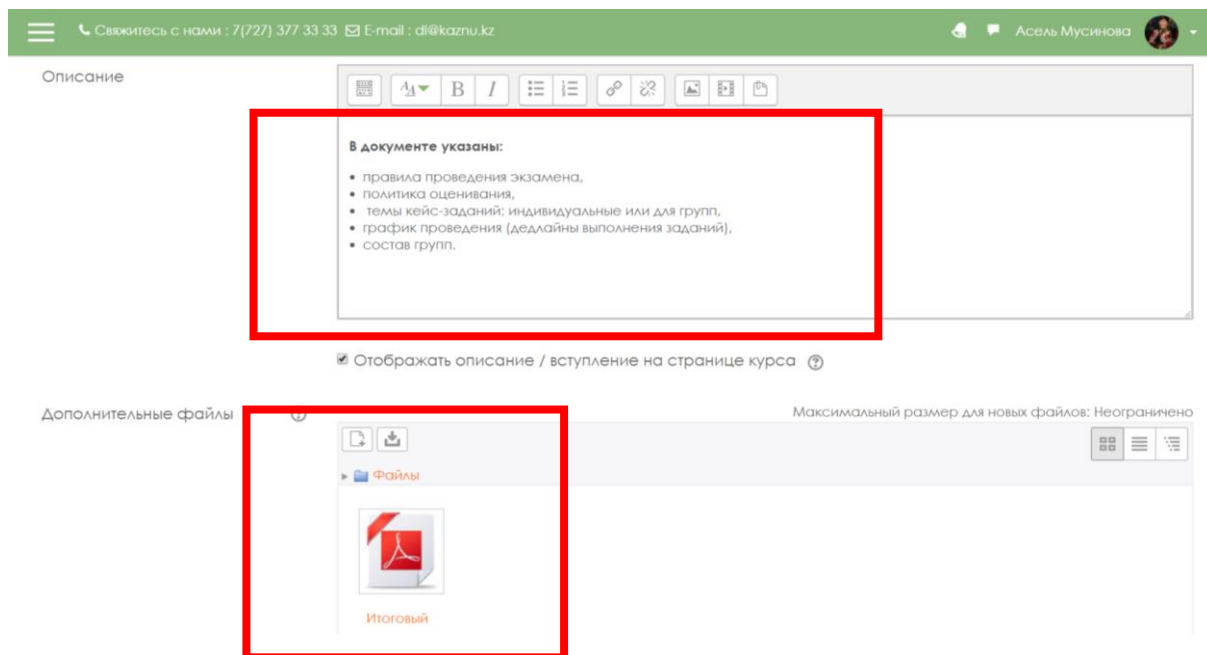 Свяжитесь с нами : 7(727) 377 33 33 E-mail : dl@kaznu.kz Асель Мусинова
Описание
В документе указаны:
• правила проведения экзамена,
• политика оценивания,
• темы кейс-заданий: индивидуальные или для групп,
• график проведения (дедлайны выполнения заданий),
• состав групп.
Отображать описание / вступление на странице курса
Дополнительные файлы
Максимальный размер для новых файлов: Неограничено
Файлы
Итоговый